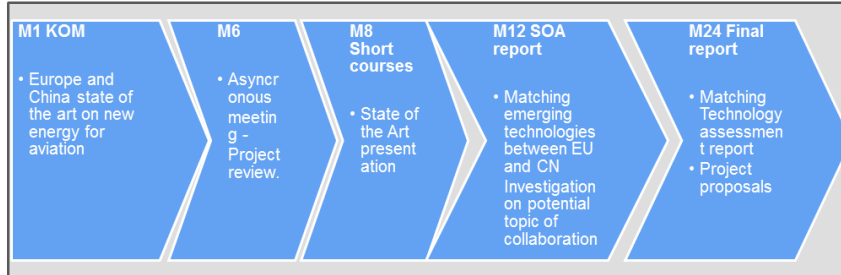 M1 KOM
• Europe and
China state of
the art on new
energy for
aviation
M6
• Asyncr
onous
meetin
g -
Project
review.
M8
Short
courses
• State of
the Art
present
ation
M12 SOA
report
• Matching
emerging
technologies
between EU
and CN
Investigation
on potential
topic of
collaboration
M24 Final
report
• Matching
Technology
assessmen
t report
• Project
proposals